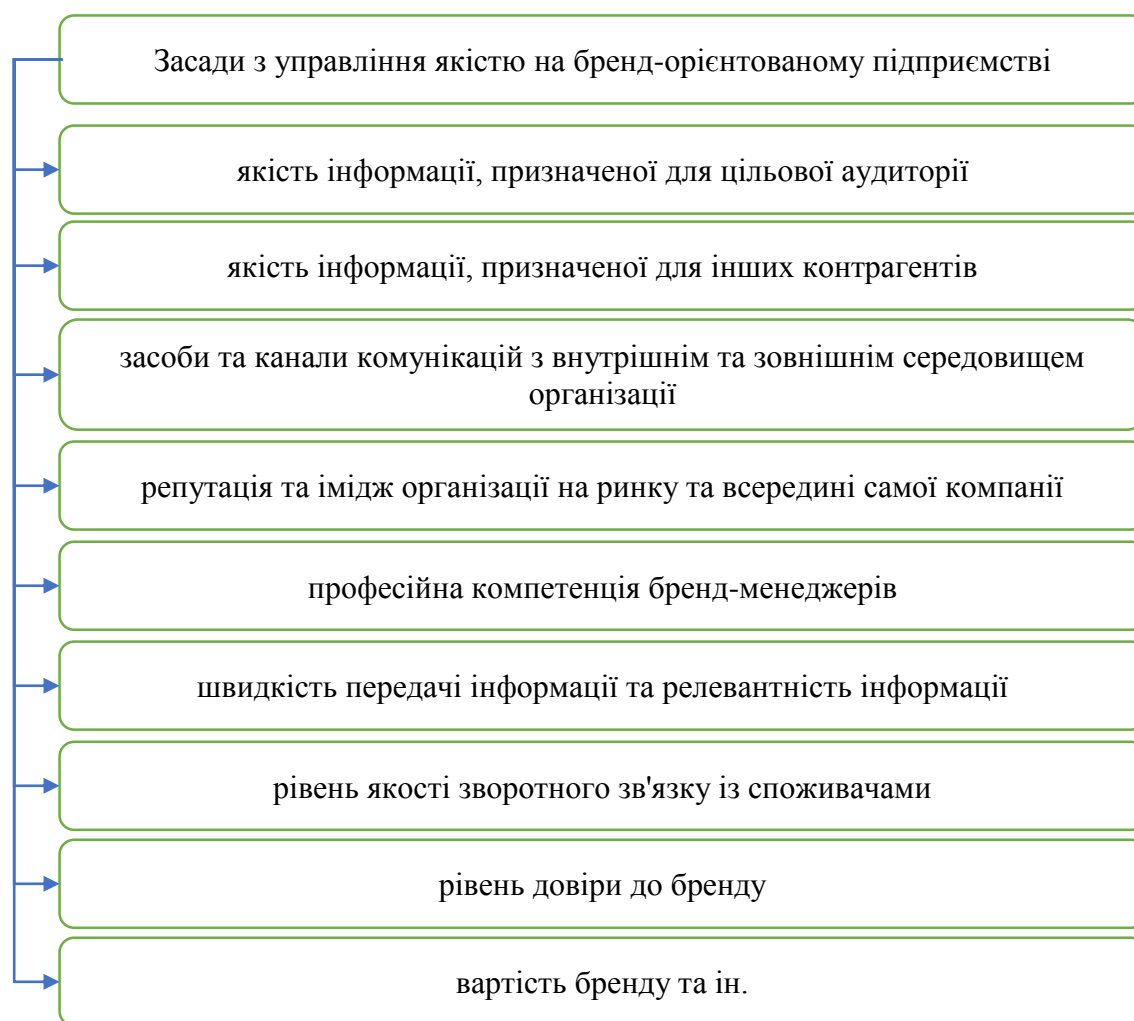 Засади з управління якістю на бренд-орієнтованому підприємстві
якість інформації, призначеної для цільової аудиторії
якість інформації, призначеної для інших контрагентів
засоби та канали комунікацій з внутрішнім та зовнішнім середовищем
організації
репутація та імідж організації на ринку та всередині самої компанії
професійна компетенція бренд-менеджерів
швидкість передачі інформації та релевантність інформації
рівень якості зворотного зв'язку із споживачами
рівень довіри до бренду
вартість бренду та ін.